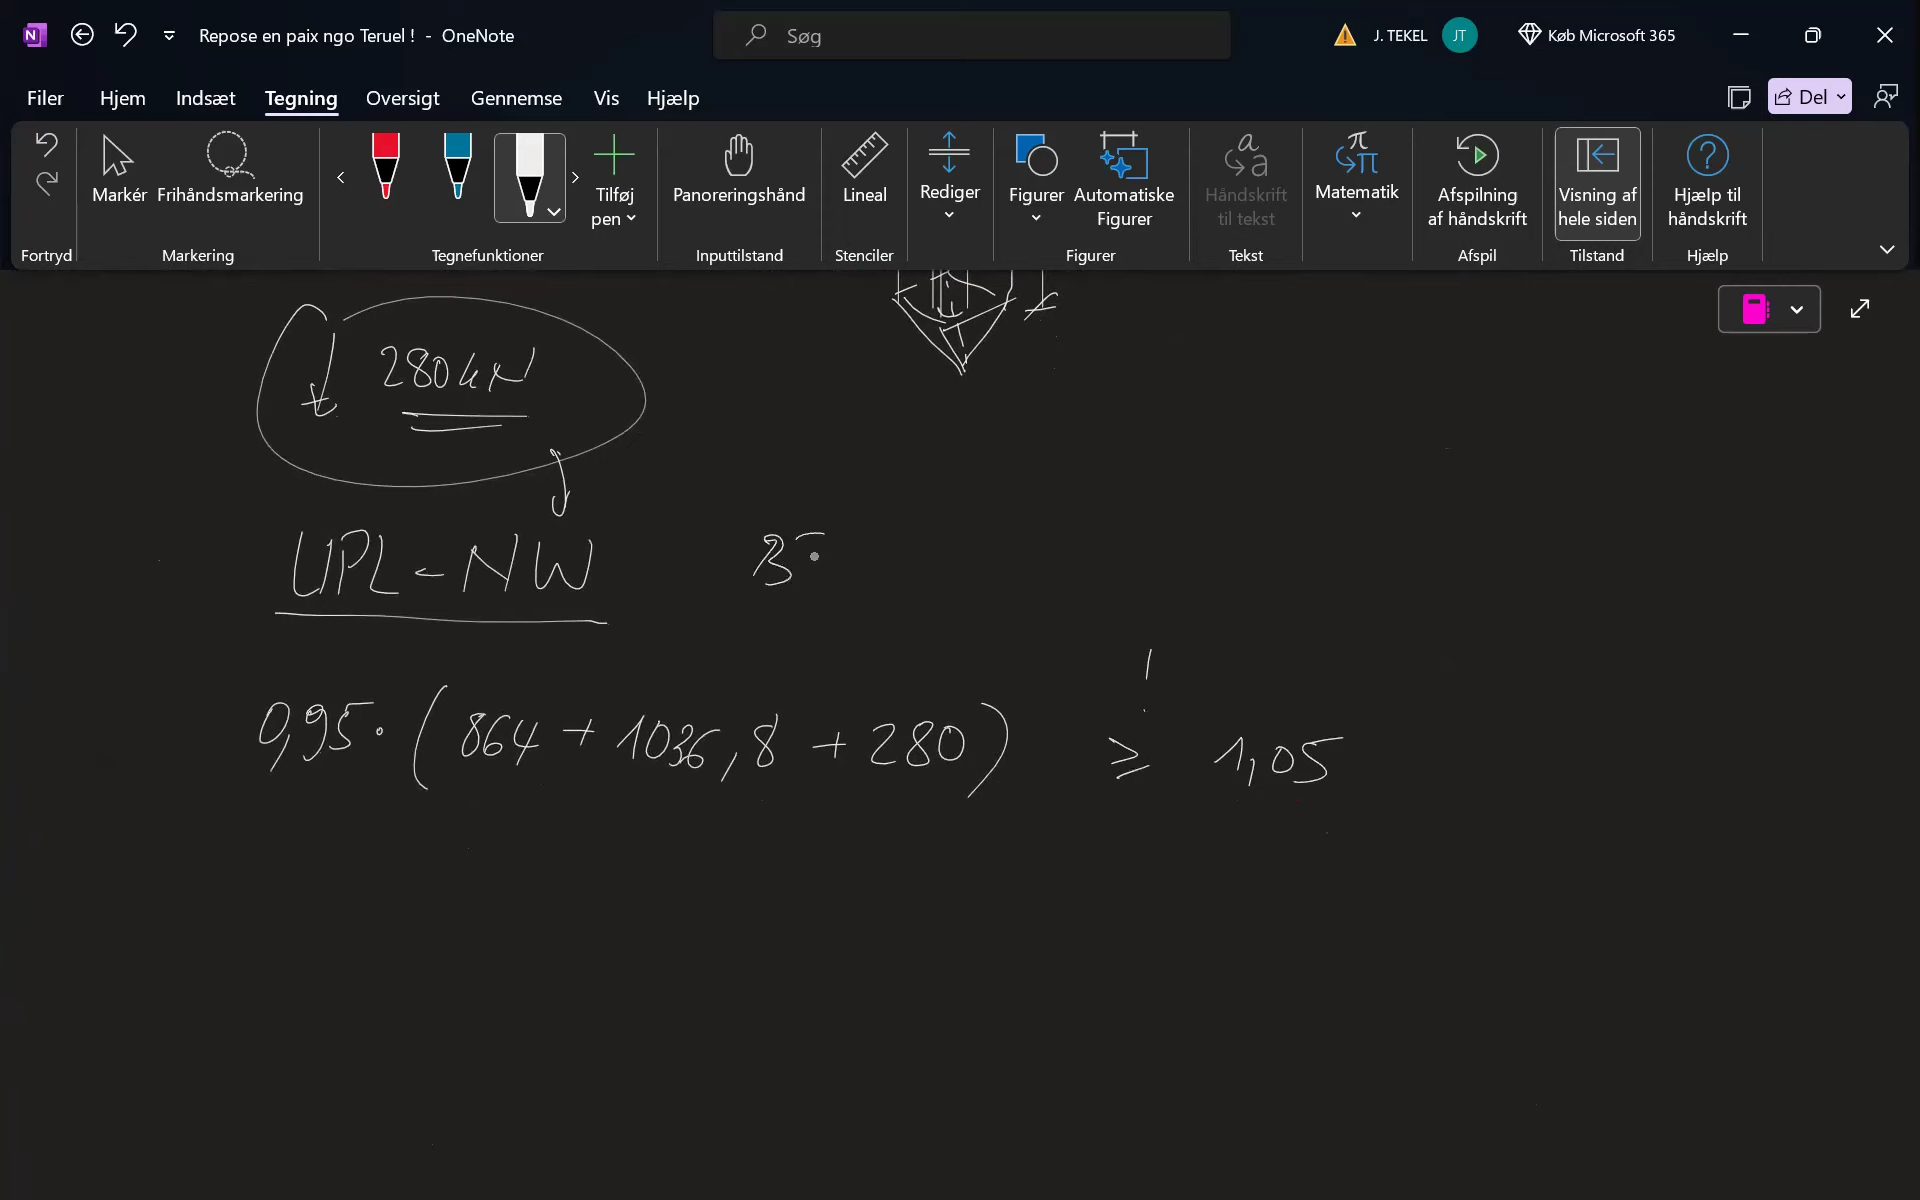 Repose en paix ngo Teruel ! - OneNote
Søg
J. TEKEL
JT
Køb Microsoft 365
Filer
Hjem
Indsæt
Tegning
Oversigt
Gennemse
Vis
Hjælp
Del
Markér
Frihåndsmarkering
Tilføj
pen
Panoreringshånd
Lineal
Rediger
Figurer
Automatiske
Figurer
Håndskrift
til tekst
Matematik
Afspilning
af håndskrift
Visning af
hele siden
Hjælp til
håndskrift
Fortryd
Markering
Tegnefunktioner
Inputtilstand
Stenciler
Figurer
Tekst
Afspil
Tilstand
Hjælp
280 kN
UPL-NW
0,95 · ( 864 + 1036,8 + 280 ) ≥ 1,05